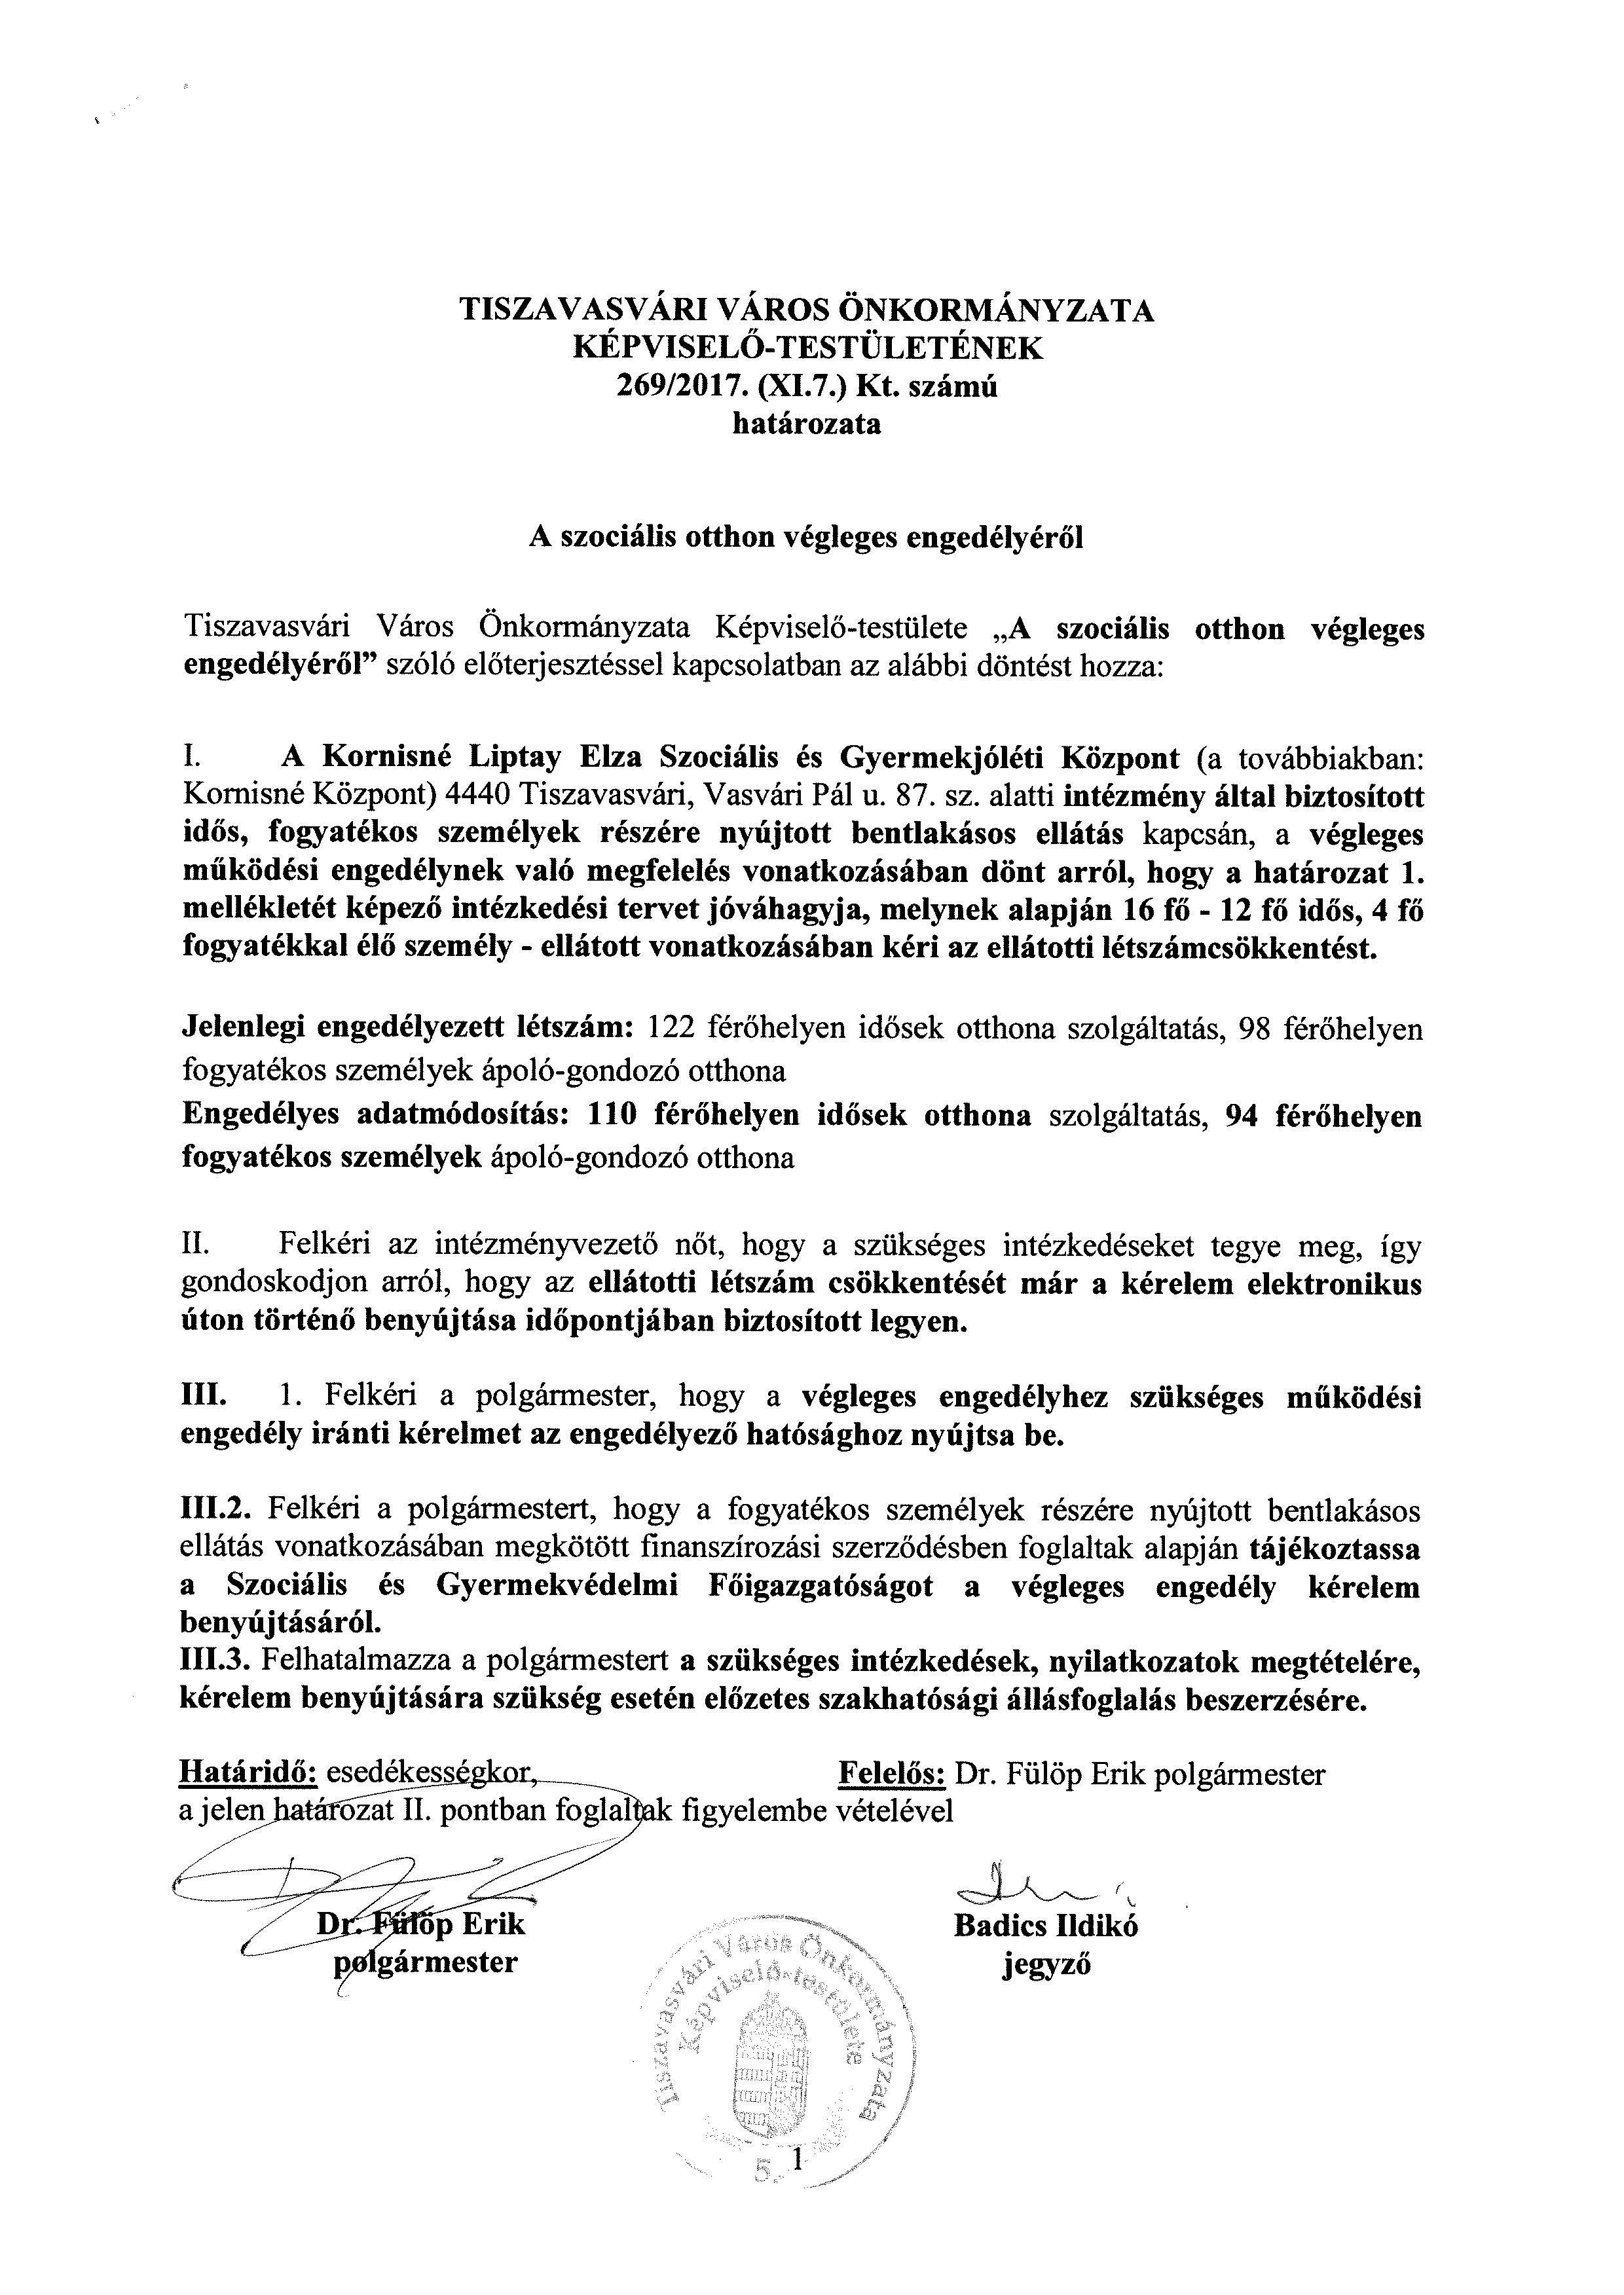 TISZAVASVÁRI VÁROS ÖNKORMÁNYZATA
KÉPVISELŐ-TESTÜLETÉNEK
269/2017. (XI.7.) Kt. számú
határozata
A szociális otthon végleges engedélyéről
Tiszavasvári Város Önkormányzata Képviselő-testülete „A szociális otthon végleges
engedélyéről” szóló előterjesztéssel kapcsolatban az alábbi döntést hozza:
I. A Kornisné Liptay Elza Szociális és Gyermekjóléti Központ (a továbbiakban:
Kornisné Központ) 4440 Tiszavasvári, Vasvári Pál u. 87. sz. alatti intézmény által biztosított
idős, fogyatékos személyek részére nyújtott bentlakásos ellátás kapcsán, a végleges
működési engedélynek való megfelelés vonatkozásában dönt arról, hogy a határozat 1.
mellékletét képező intézkedési tervet jóváhagyja, melynek alapján 16 fő - 12 fő idős, 4 fő
fogyatékkal élő személy - ellátott vonatkozásában kéri az ellátotti létszámcsökkentést.
Jelenlegi engedélyezett létszám: 122 férőhelyen idősek otthona szolgáltatás, 98 férőhelyen
fogyatékos személyek ápoló-gondozó otthona
Engedélyes adatmódosítás: 110 férőhelyen idősek otthona szolgáltatás, 94 férőhelyen
fogyatékos személyek ápoló-gondozó otthona
II. Felkéri az intézményvezető nőt, hogy a szükséges intézkedéseket tegye meg, így
gondoskodjon arról, hogy az ellátotti létszám csökkentését már a kérelem elektronikus
úton történő benyújtása időpontjában biztosított legyen.
III. 1. Felkéri a polgármester, hogy a végleges engedélyhez szükséges működési
engedély iránti kérelmet az engedélyező hatósághoz nyújtsa be.
III.2. Felkéri a polgármestert, hogy a fogyatékos személyek részére nyújtott bentlakásos
ellátás vonatkozásában megkötött finanszírozási szerződésben foglaltak alapján tájékoztassa
a Szociális és Gyermekvédelmi Főigazgatóságot a végleges engedély kérelem
benyújtásáról.
III.3. Felhatalmazza a polgármestert a szükséges intézkedések, nyilatkozatok megtételére,
kérelem benyújtására szükség esetén előzetes szakhatósági állásfoglalás beszerzésére.
Határidő: esedékességkor, Felelős: Dr. Fülöp Erik polgármester
a jelen határozat II. pontban foglaltak figyelembe vételével
Dr. Fülöp Erik Badics Ildikó
polgármester jegyző
Tiszavasvári Város Önkormányzata
Képviselő-testülete
5.
1